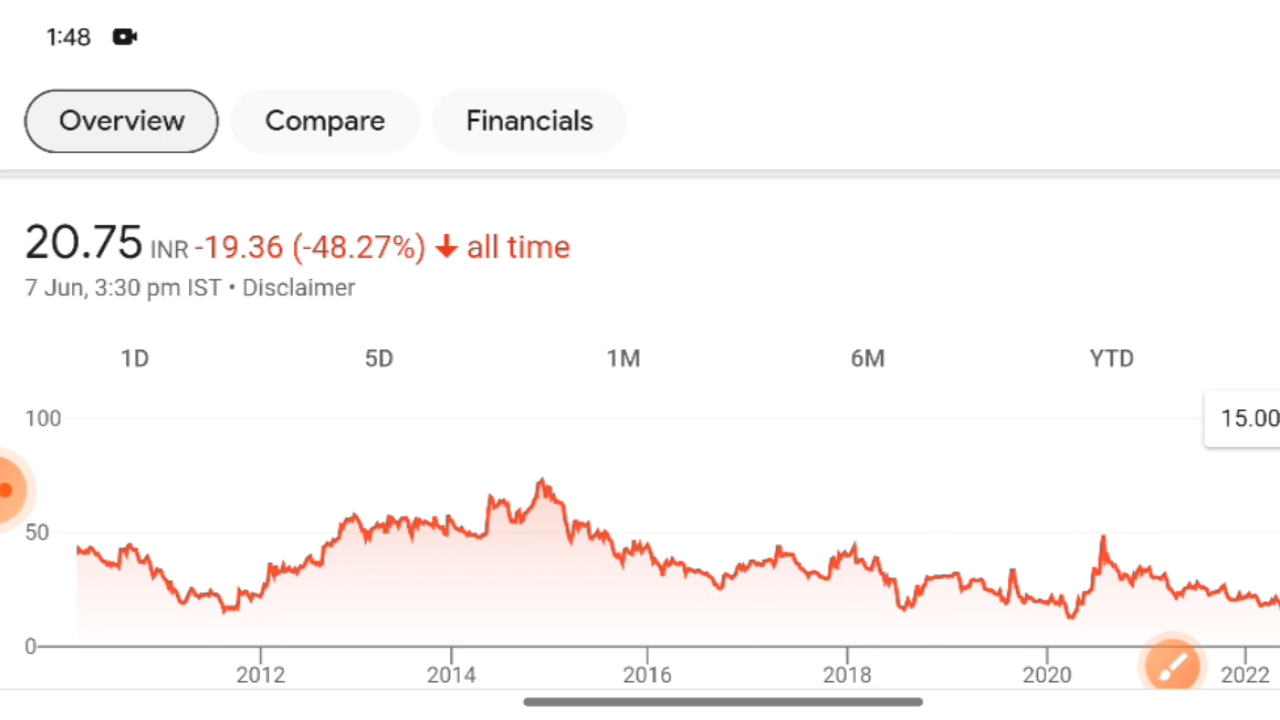 1:48
Overview Compare Financials
20.75 INR -19.36 (-48.27%) ↓ all time
7 Jun, 3:30 pm IST • Disclaimer
1D 5D 1M 6M YTD
100
15.00
50
0
2012 2014 2016 2018 2020 2022